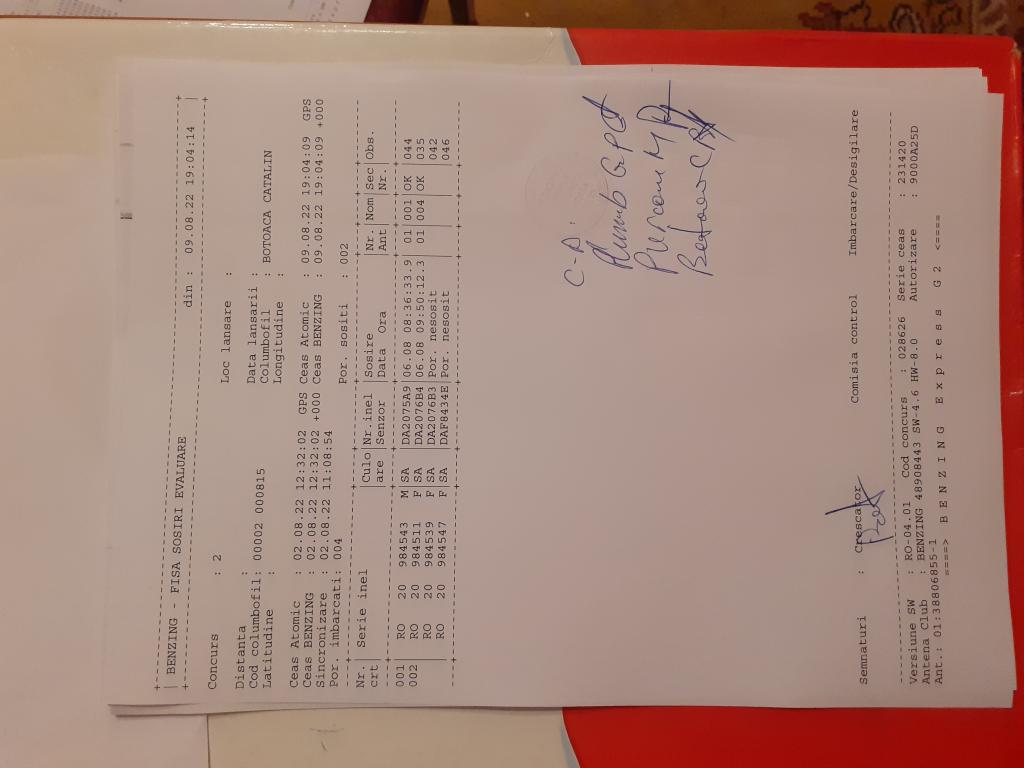 | BENZING - FISA SOSIRI EVALUARE din : 09.08.22 19:04:14 |
Concurs : 2
Loc lansare :
Distanta : Data lansarii :
Cod columbofil: 00002 000815 Columbofil : BOTOACA CATALIN
Latitudine : Longitudine :
Ceas Atomic : 02.08.22 12:32:02 GPS Ceas Atomic : 09.08.22 19:04:09 GPS
Ceas BENZING : 02.08.22 12:32:02 +000 Ceas BENZING : 09.08.22 19:04:09 +000
Sincronizare : 02.08.22 11:08:54
Por. imbarcati: 004 Por. sositi : 002
Nr.| Serie inel |Culo|Nr.inel |Sosire |Nr.|Nom|Sec|Obs.
crt| |are |Senzor |Data Ora |Ant| |Nr.|
001| RO 20 984543 M|SA |DA2075A9|06.08 08:36:33.9| 01|001|OK |044
002| RO 20 984511 F|SA |DA2076B4|06.08 09:50:12.3| 01|004|OK |035
| RO 20 984539 F|SA |DA2076B3|Por. nesosit | | | |042
| RO 20 984547 F|SA |DAF8434E|Por. nesosit | | | |046
Semnaturi : Crescator Comisia control Imbarcare/Desigilare
Versiune SW : RO-04.01 Cod concurs : 028626 Serie ceas : 231420
Antena Club : BENZING 48908443 SW-4.6 HW-8.0 Autorizare : 9000A25D
Ant.: 01:38806855-1
====> B E N Z I N G E x p r e s s G 2 <====